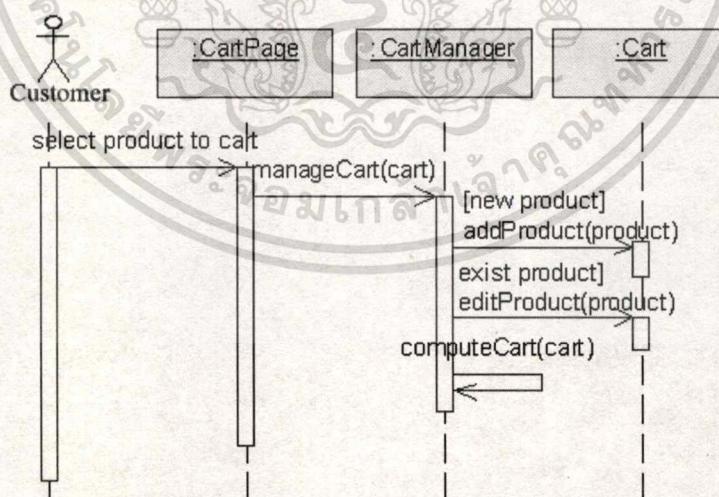 Customer
:CartPage
: CartManager
:Cart
select product to cart
manageCart(cart)
[new product]
addProduct(product)
exist product]
editProduct(product)
computeCart(cart)